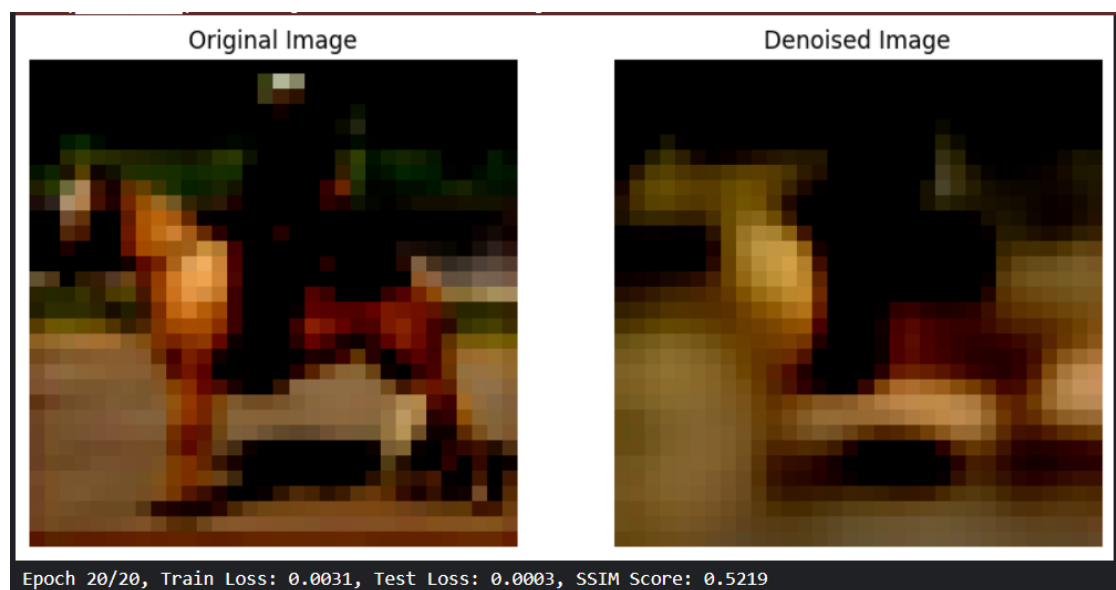 Original Image
Denoised Image
Epoch 20/20, Train Loss: 0.0031, Test Loss: 0.0003, SSIM Score: 0.5219